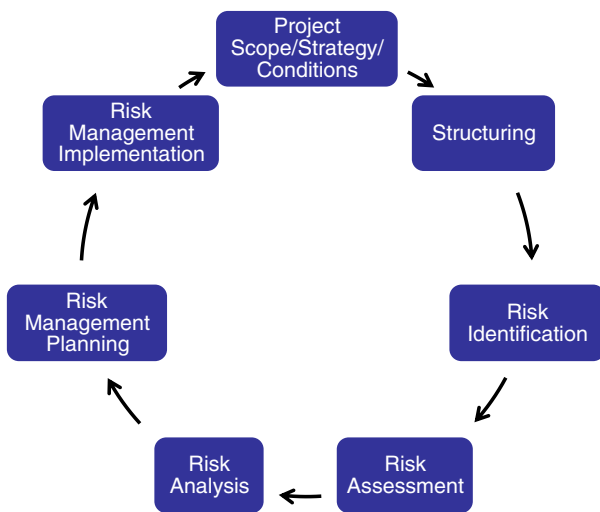 Project
Scope/Strategy/
Conditions
Structuring
Risk
Identification
Risk
Assessment
Risk
Analysis
Risk
Management
Planning
Risk
Management
Implementation